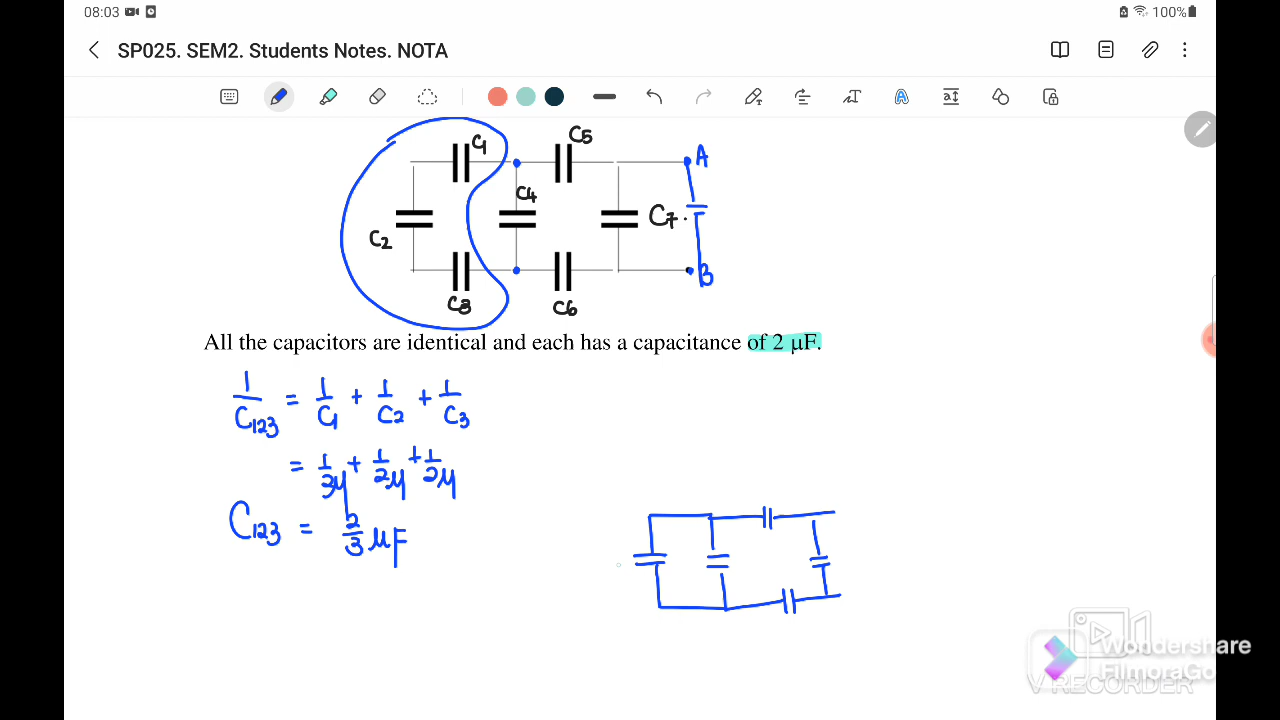 08:03 100%
SP025. SEM2. Students Notes. NOTA
C1 C5 A
C4
C2 C7
B
C3 C6
All the capacitors are identical and each has a capacitance of 2 μF.
1/C123 = 1/C1 + 1/C2 + 1/C3
= 1/2μ + 1/2μ + 1/2μ
C123 = 2/3 μF
Wondershare
FilmoraGo
V RECORDER